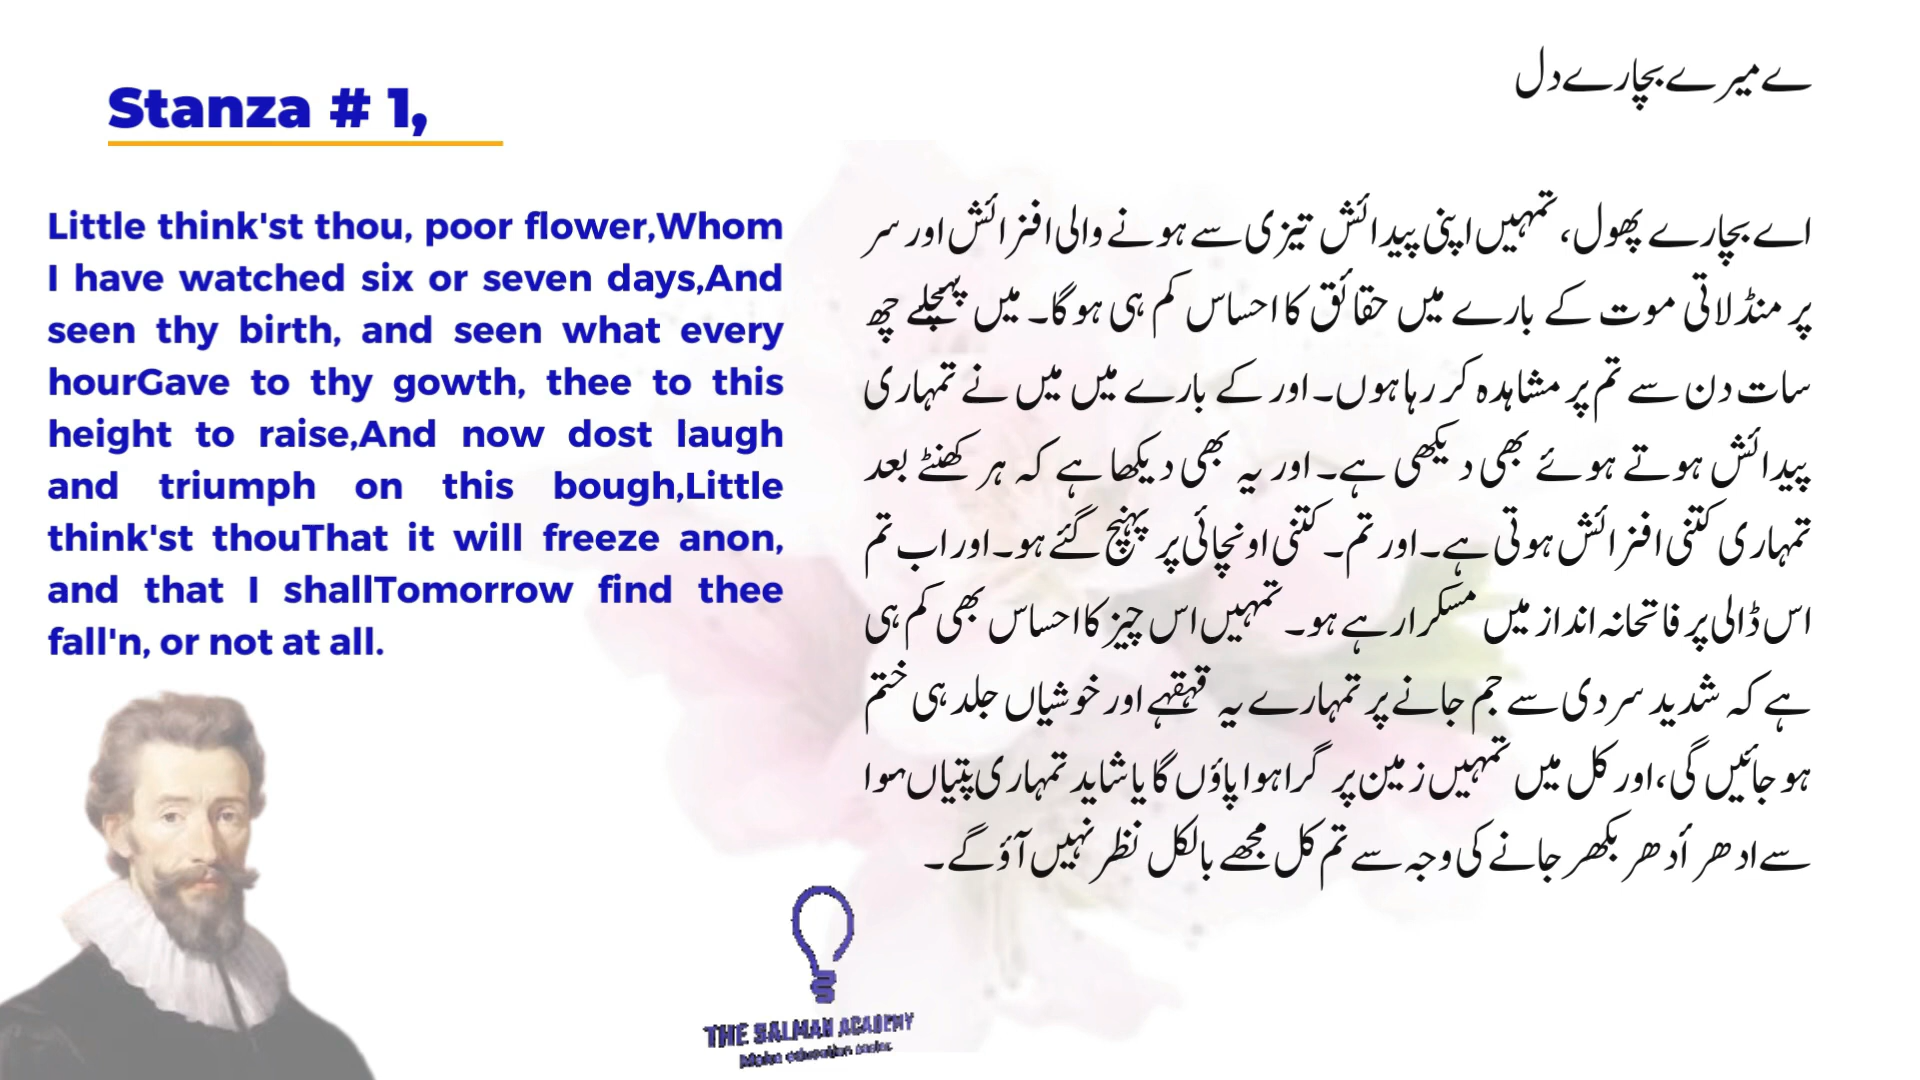 Stanza # 1,
Little think'st thou, poor flower,Whom
I have watched six or seven days,And
seen thy birth, and seen what every
hourGave to thy gowth, thee to this
height to raise,And now dost laugh
and triumph on this bough,Little
think'st thouThat it will freeze anon,
and that I shallTomorrow find thee
fall'n, or not at all.
ے میرے بچارے دل
اے بچارے پھول، تمہیں اپنی پیدائش تیزی سے ہونے والی افزائش اور سر
پر منڈلاتی موت کے بارے میں حقائق کا احساس کم ہی ہوگا۔ میں پہچلے چھ
سات دن سے تم پر مشاہدہ کر رہا ہوں۔ اور کے بارے میں میں نے تمہاری
پیدائش ہوتے ہوئے بھی دیکھی ہے۔ اور یہ بھی دیکھا ہے کہ ہر کھنٹے بعد
تمہاری کتنی افزائش ہوتی ہے۔ اور تم۔ کتنی اونچائی پر پہنچ گئے ہو۔ اور اب تم
اس ڈالی پر فاتحانہ انداز میں مسکرا رہے ہو۔ تمہیں اس چیز کا احساس بھی کم ہی
ہے کہ شدید سردی سے جم جانے پر تمہارے یہ قہقہے اور خوشیاں جلد ہی ختم
ہو جائیں گی، اور کل میں تمہیں زمین پر گرا ہوا پاؤں گا یا شاید تمہاری پتیاں ہوا
سے ادھر اُدھر بکھر جانے کی وجہ سے تم کل مجھے بالکل نظر نہیں آؤ گے۔
THE SALMAN ACADEMY